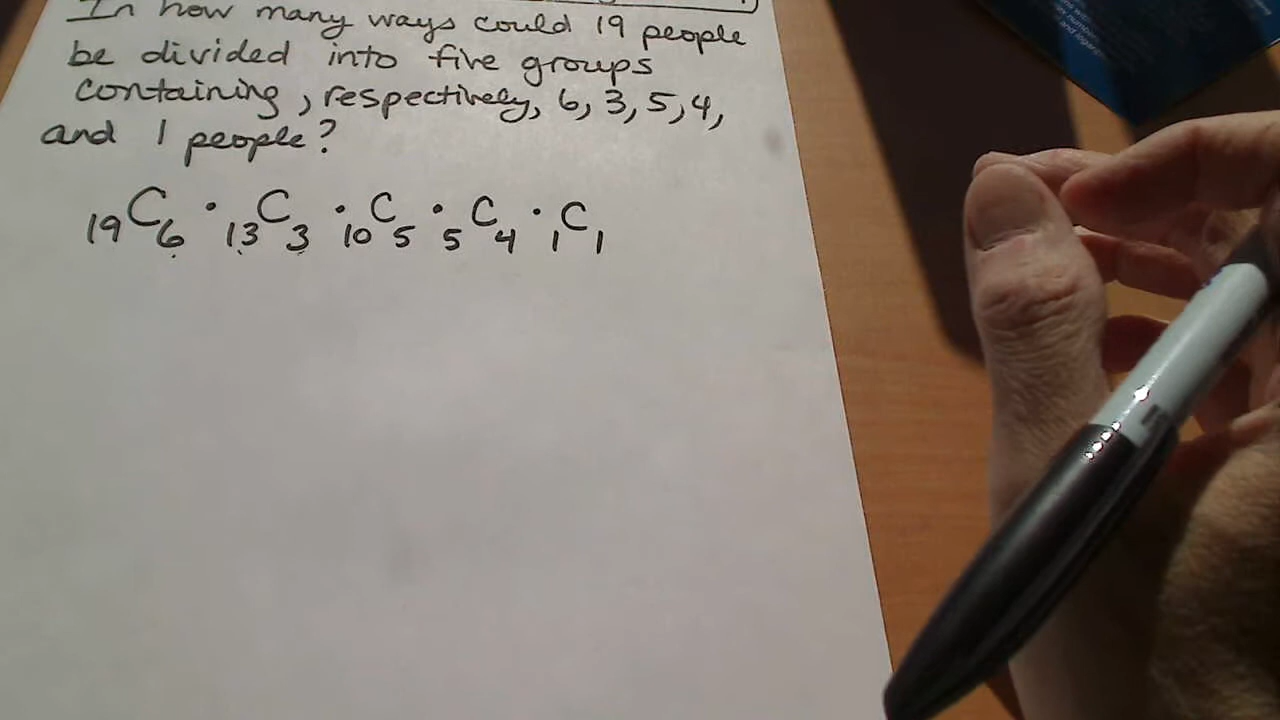 In how many ways could 19 people
be divided into five groups
containing, respectively, 6, 3, 5, 4,
and 1 people?
19C6 · 13C3 · 10C5 · 5C4 · 1C1